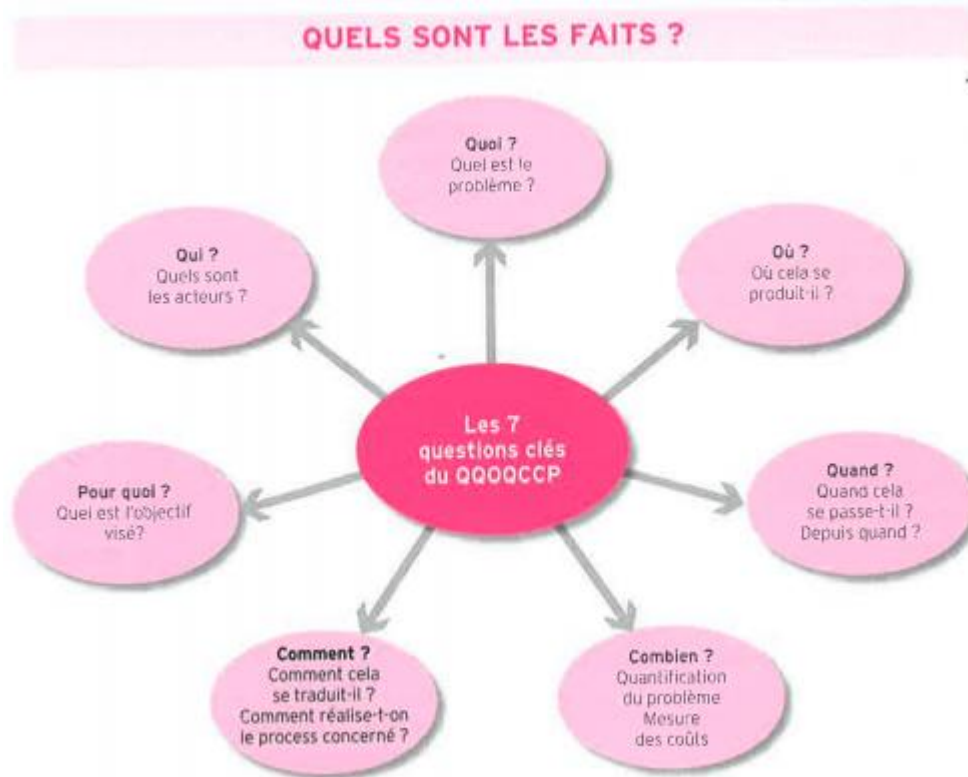 QUELS SONT LES FAITS ?
Quoi ?
Quel est le
problème ?
Qui ?
Quels sont
les acteurs ?
Où ?
Où cela se
produit-il ?
Les 7
questions clés
du QQOQCCP
Pour quoi ?
Quel est l'objectif
visé?
Quand ?
Quand cela
se passe-t-il ?
Depuis quand ?
Comment ?
Comment cela
se traduit-il ?
Comment réalise-t-on
le process concerné ?
Combien ?
Quantification
du problème
Mesure
des coûts